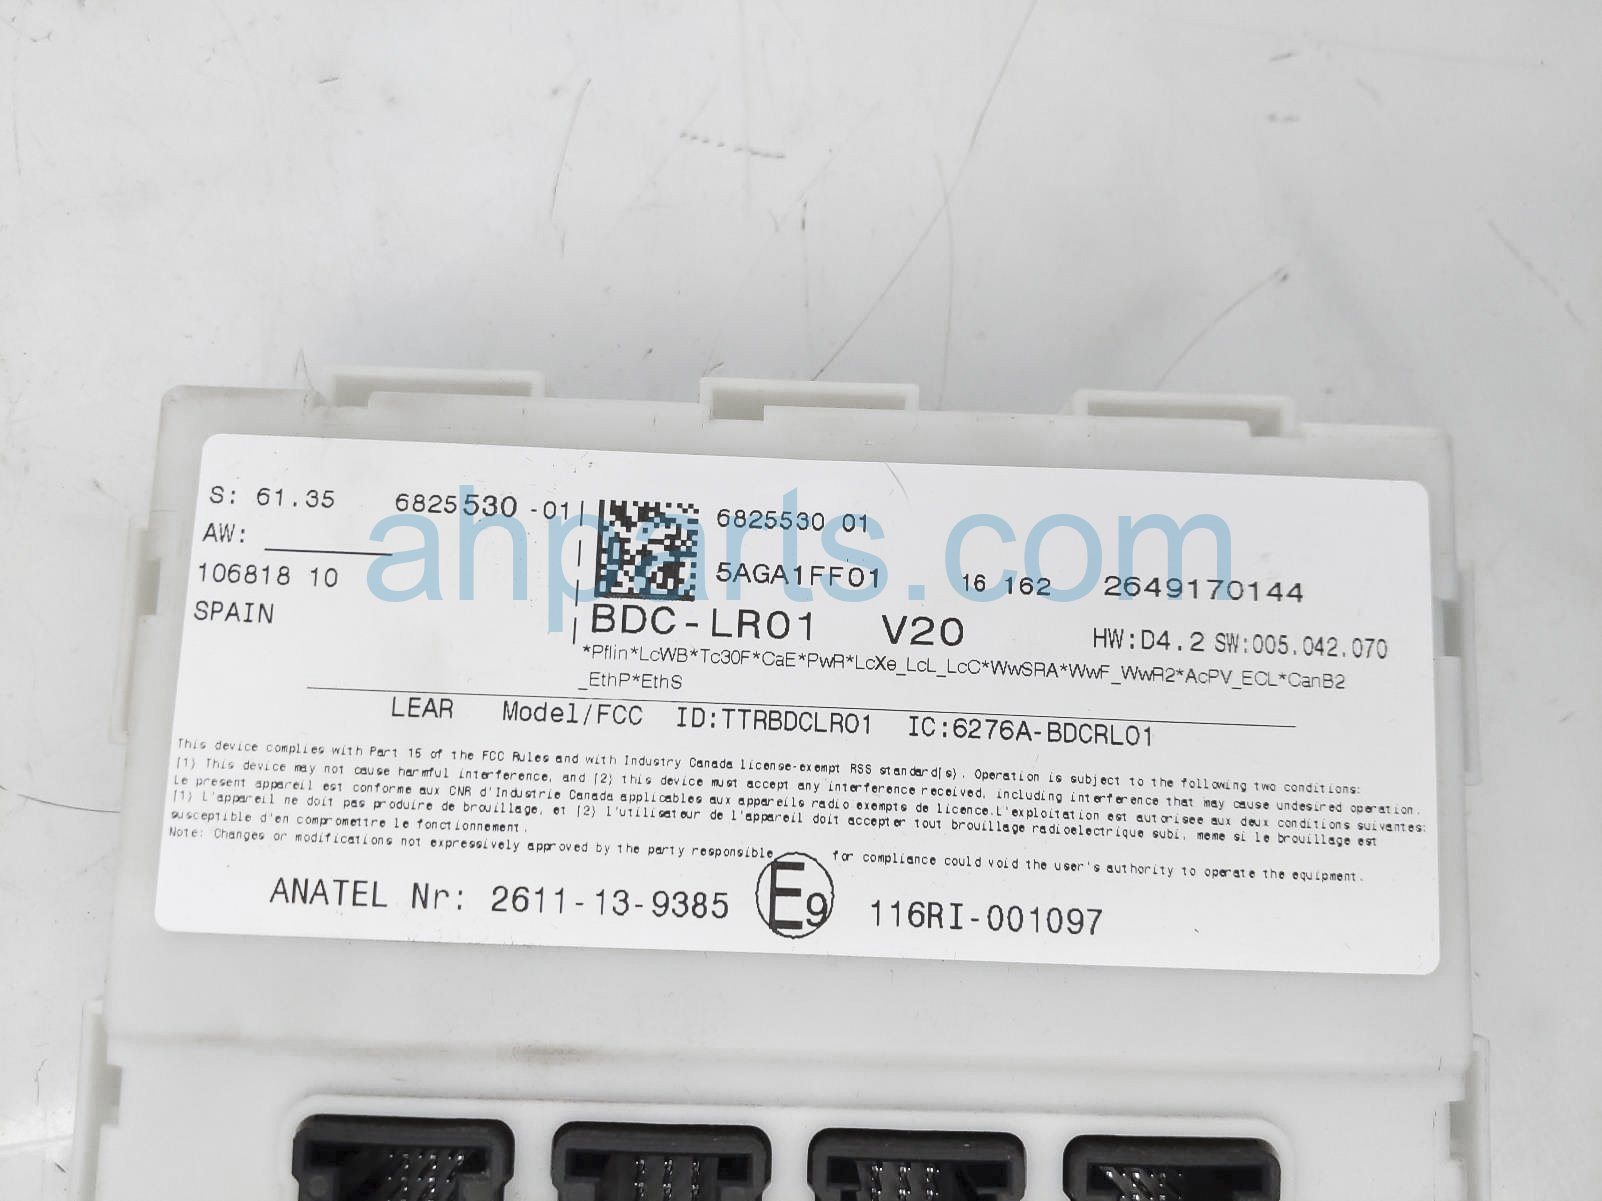 S: 61.35 6825530 -01
AW:
106818 10
SPAIN
6825530 01
5AGA1FF01 16 162 2649170144
BDC-LR01 V20 HW:D4.2 SW:005.042.070
*Pflin*LcWB*Tc30F*CaE*PwR*LcXe_LcL_LcC*WwSRA*WwF_WwR2*AcPV_ECL*CanB2
_EthP*EthS
LEAR Model/FCC ID:TTRBDCLR01 IC:6276A-BDCRL01
This device complies with Part 15 of the FCC Rules and with Industry Canada license-exempt RSS standard(s). Operation is subject to the following two conditions:
(1) This device may not cause harmful interference, and (2) this device must accept any interference received, including interference that may cause undesired operation.
Le present appareil est conforme aux CNR d'Industrie Canada applicables aux appareils radio exempts de licence.L'exploitation est autorisee aux deux conditions suivantes:
(1) L'appareil ne doit pas produire de brouillage, et (2) l'utilisateur de l'appareil doit accepter tout brouillage radioelectrique subi, meme si le brouillage est
susceptible d'en compromettre le fonctionnement.
Note: Changes or modifications not expressively approved by the party responsible for compliance could void the user's authority to operate the equipment.
ANATEL Nr: 2611-13-9385 E9 116RI-001097
ahparts.com